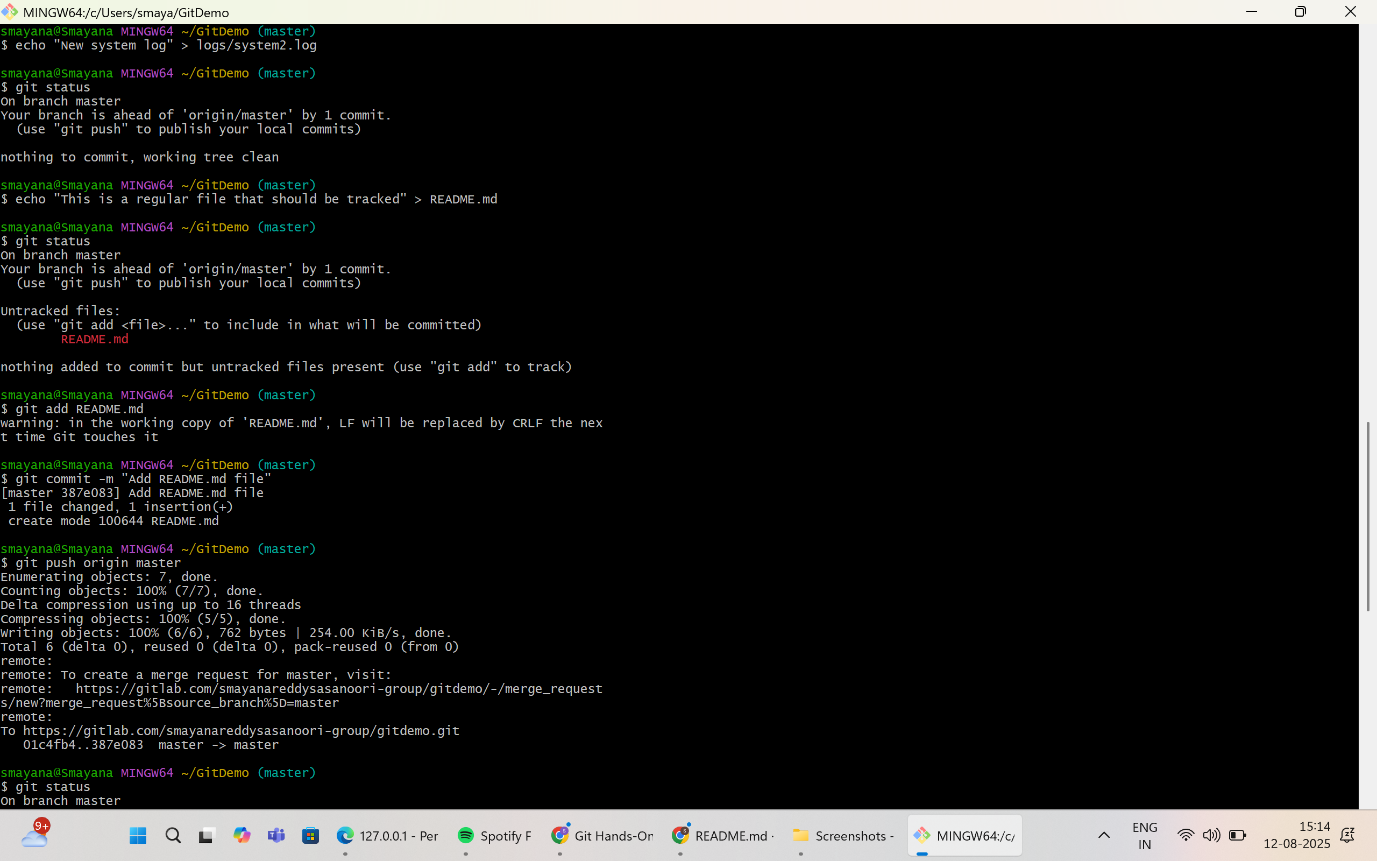 MINGW64:/c/Users/smaya/GitDemo
smayana@Smayana MINGW64 ~/GitDemo (master)
$ echo "New system log" > logs/system2.log
smayana@Smayana MINGW64 ~/GitDemo (master)
$ git status
On branch master
Your branch is ahead of 'origin/master' by 1 commit.
  (use "git push" to publish your local commits)
nothing to commit, working tree clean
smayana@Smayana MINGW64 ~/GitDemo (master)
$ echo "This is a regular file that should be tracked" > README.md
smayana@Smayana MINGW64 ~/GitDemo (master)
$ git status
On branch master
Your branch is ahead of 'origin/master' by 1 commit.
  (use "git push" to publish your local commits)
Untracked files:
  (use "git add <file>..." to include in what will be committed)
        README.md
nothing added to commit but untracked files present (use "git add" to track)
smayana@Smayana MINGW64 ~/GitDemo (master)
$ git add README.md
warning: in the working copy of 'README.md', LF will be replaced by CRLF the nex
t time Git touches it
smayana@Smayana MINGW64 ~/GitDemo (master)
$ git commit -m "Add README.md file"
[master 387e083] Add README.md file
 1 file changed, 1 insertion(+)
 create mode 100644 README.md
smayana@Smayana MINGW64 ~/GitDemo (master)
$ git push origin master
Enumerating objects: 7, done.
Counting objects: 100% (7/7), done.
Delta compression using up to 16 threads
Compressing objects: 100% (5/5), done.
Writing objects: 100% (6/6), 762 bytes | 254.00 KiB/s, done.
Total 6 (delta 0), reused 0 (delta 0), pack-reused 0 (from 0)
remote:
remote: To create a merge request for master, visit:
remote:   https://gitlab.com/smayanareddysasanoori-group/gitdemo/-/merge_request
s/new?merge_request%5Bsource_branch%5D=master
remote:
To https://gitlab.com/smayanareddysasanoori-group/gitdemo.git
   01c4fb4..387e083  master -> master
smayana@Smayana MINGW64 ~/GitDemo (master)
$ git status
On branch master
9+
127.0.0.1 - Per
Spotify F
Git Hands-On
README.md ·
Screenshots -
MINGW64:/c/
ENG
IN
15:14
12-08-2025